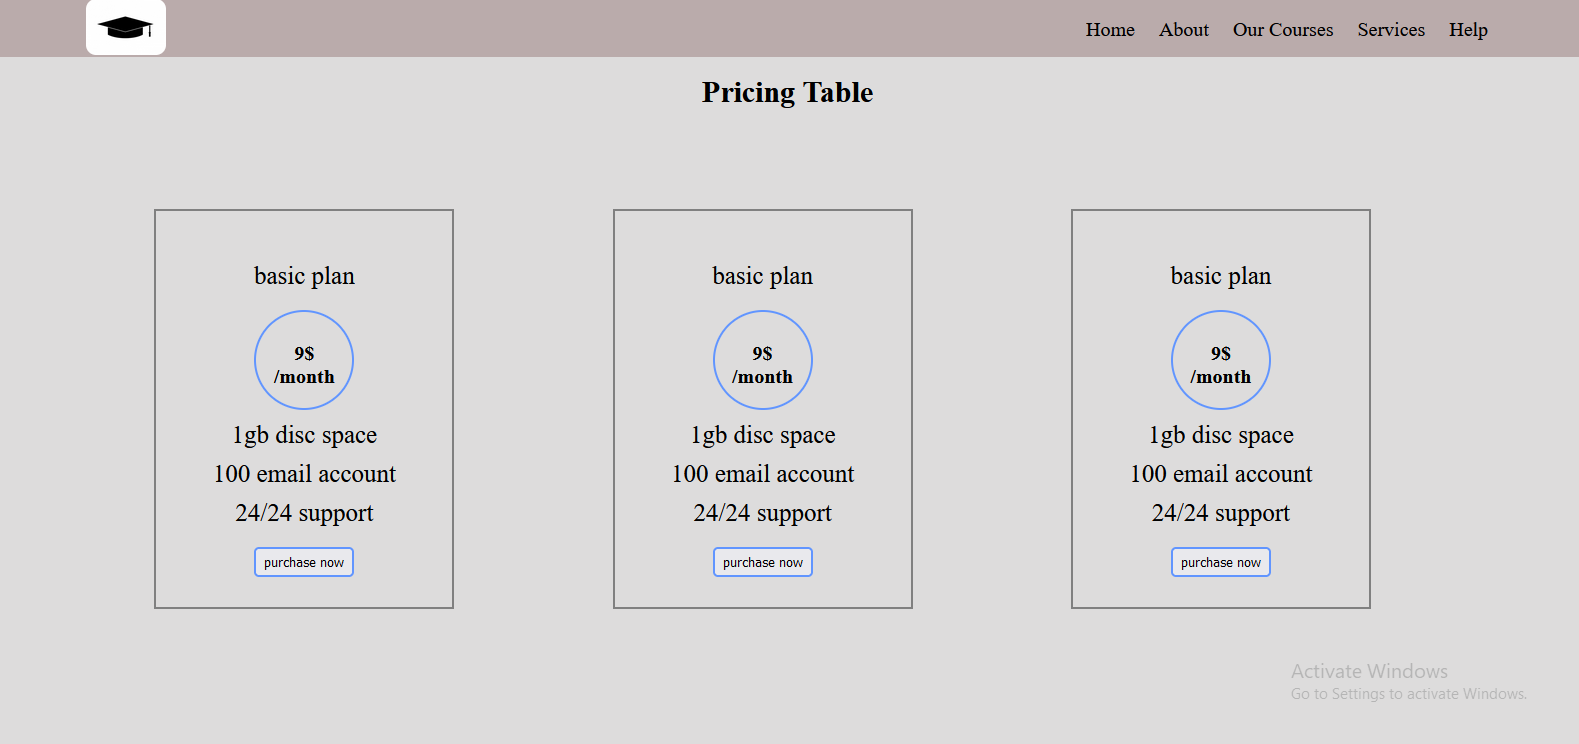 Home About Our Courses Services Help
Pricing Table
basic plan
9$
/month
1gb disc space
100 email account
24/24 support
purchase now
basic plan
9$
/month
1gb disc space
100 email account
24/24 support
purchase now
basic plan
9$
/month
1gb disc space
100 email account
24/24 support
purchase now
Activate Windows
Go to Settings to activate Windows.